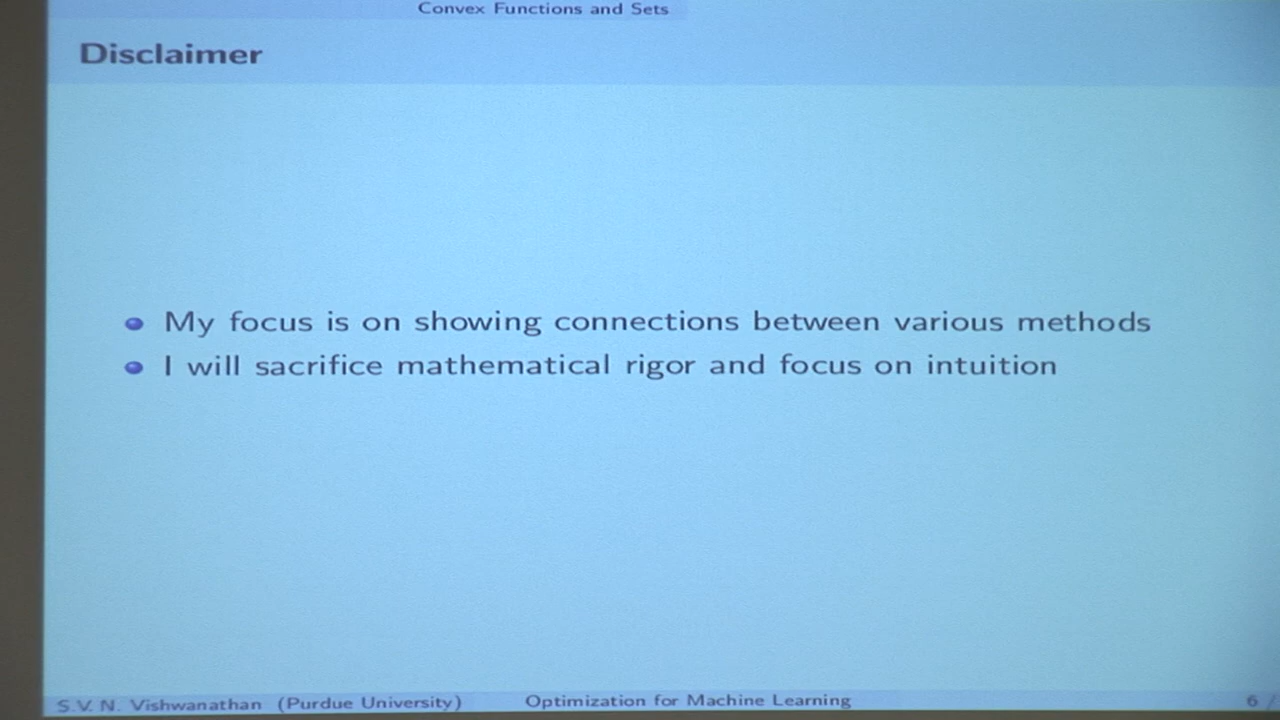 Convex Functions and Sets
Disclaimer
My focus is on showing connections between various methods
I will sacrifice mathematical rigor and focus on intuition
S.V. N. Vishwanathan (Purdue University) Optimization for Machine Learning 6 /